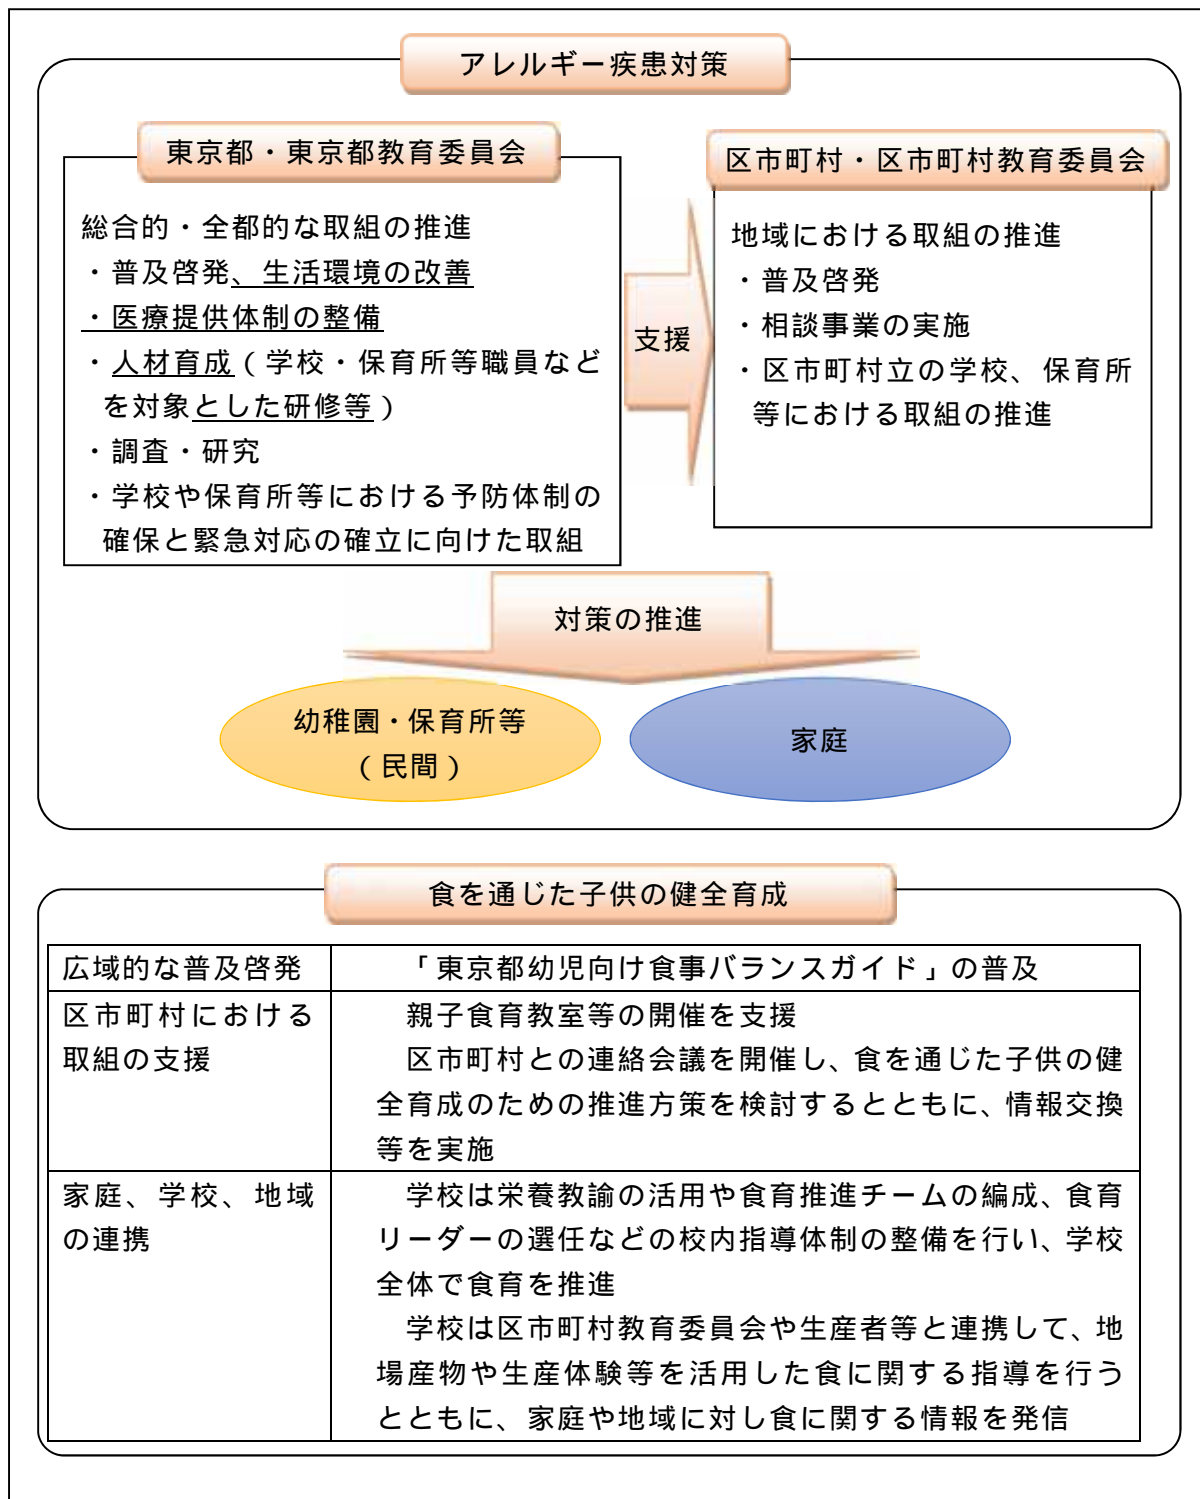 アレルギー疾患対策
東京都・東京都教育委員会
総合的・全都的な取組の推進
・普及啓発、生活環境の改善
・医療提供体制の整備
・人材育成（学校・保育所等職員など
を対象とした研修等）
・調査・研究
・学校や保育所等における予防体制の
確保と緊急対応の確立に向けた取組
支援
区市町村・区市町村教育委員会
地域における取組の推進
・普及啓発
・相談事業の実施
・区市町村立の学校、保育所
等における取組の推進
対策の推進
幼稚園・保育所等
（民間）
家庭
食を通じた子供の健全育成
広域的な普及啓発
「東京都幼児向け食事バランスガイド」の普及
区市町村における
取組の支援
親子食育教室等の開催を支援
区市町村との連絡会議を開催し、食を通じた子供の健
全育成のための推進方策を検討するとともに、情報交換
等を実施
家庭、学校、地域
の連携
学校は栄養教諭の活用や食育推進チームの編成、食育
リーダーの選任などの校内指導体制の整備を行い、学校
全体で食育を推進
学校は区市町村教育委員会や生産者等と連携して、地
場産物や生産体験等を活用した食に関する指導を行う
とともに、家庭や地域に対し食に関する情報を発信